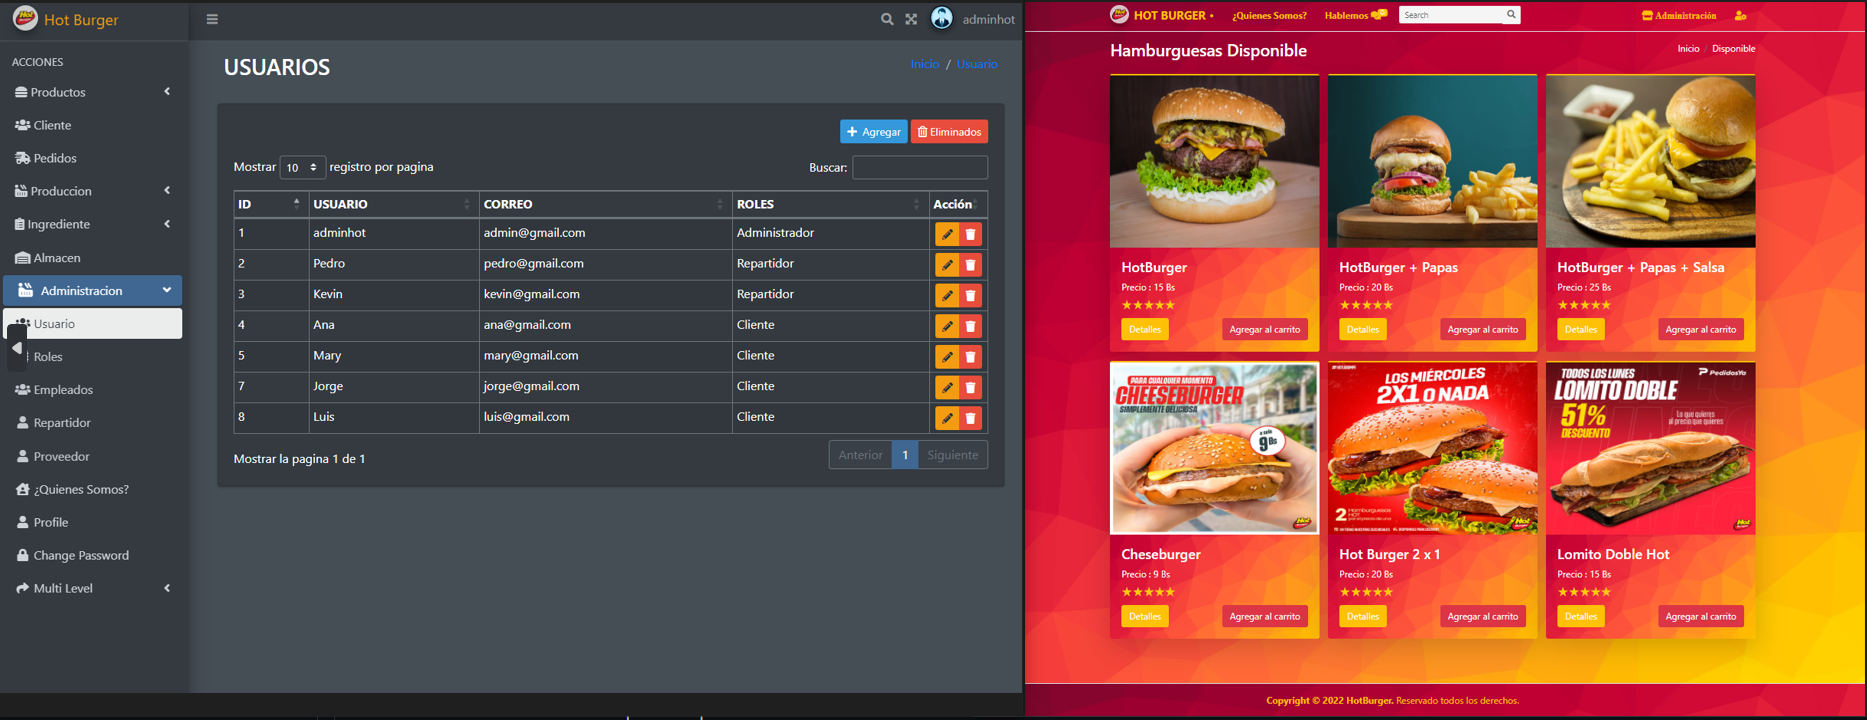 Hot Burger
adminhot
ACCIONES
Productos
Cliente
Pedidos
Produccion
Ingrediente
Almacen
Administracion
Usuario
Roles
Empleados
Repartidor
Proveedor
¿Quienes Somos?
Profile
Change Password
Multi Level
USUARIOS
Inicio / Usuario
Agregar Eliminados
Mostrar 10 registro por pagina Buscar:
ID USUARIO CORREO ROLES Acción
1 adminhot admin@gmail.com Administrador
2 Pedro pedro@gmail.com Repartidor
3 Kevin kevin@gmail.com Repartidor
4 Ana ana@gmail.com Cliente
5 Mary mary@gmail.com Cliente
7 Jorge jorge@gmail.com Cliente
8 Luis luis@gmail.com Cliente
Mostrar la pagina 1 de 1 Anterior 1 Siguiente
HOT BURGER • ¿Quienes Somos? Hablemos Search Administración
Hamburguesas Disponible Inicio / Disponible
HotBurger
Precio : 15 Bs
Detalles Agregar al carrito
HotBurger + Papas
Precio : 20 Bs
Detalles Agregar al carrito
HotBurger + Papas + Salsa
Precio : 25 Bs
Detalles Agregar al carrito
PARA CUALQUIER MOMENTO
CHEESEBURGER
SIMPLEMENTE DELICIOSA
a solo
9 Bs
Hot
Cheseburger
Precio : 9 Bs
Detalles Agregar al carrito
LOS MIÉRCOLES
2X1 O NADA
2 Hamburguesas
HOT
Hot
Hot Burger 2 x 1
Precio : 20 Bs
Detalles Agregar al carrito
TODOS LOS LUNES
PedidosYa
LOMITO DOBLE
51%
DESCUENTO
Lo que quieres
al precio que quieres
Hot
Lomito Doble Hot
Precio : 15 Bs
Detalles Agregar al carrito
Copyright © 2022 HotBurger. Reservado todos los derechos.